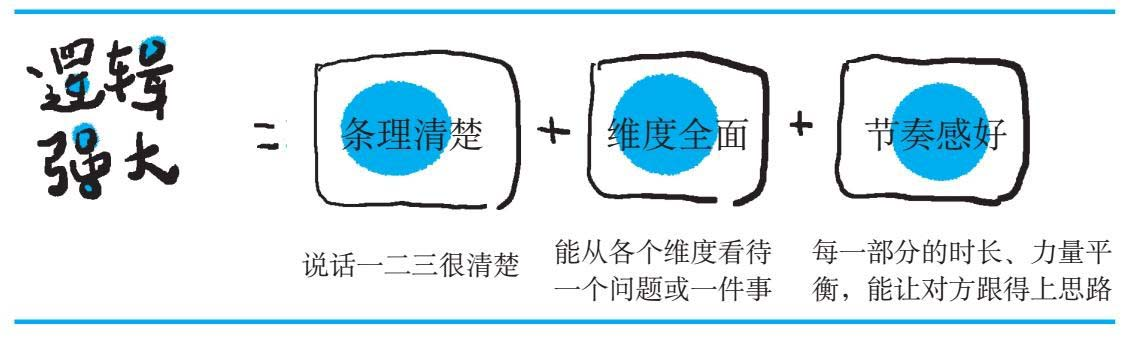 逻辑
强大
=
条理清楚
+
维度全面
+
节奏感好
说话一二三很清楚
能从各个维度看待
一个问题或一件事
每一部分的时长、力量平
衡，能让对方跟得上思路